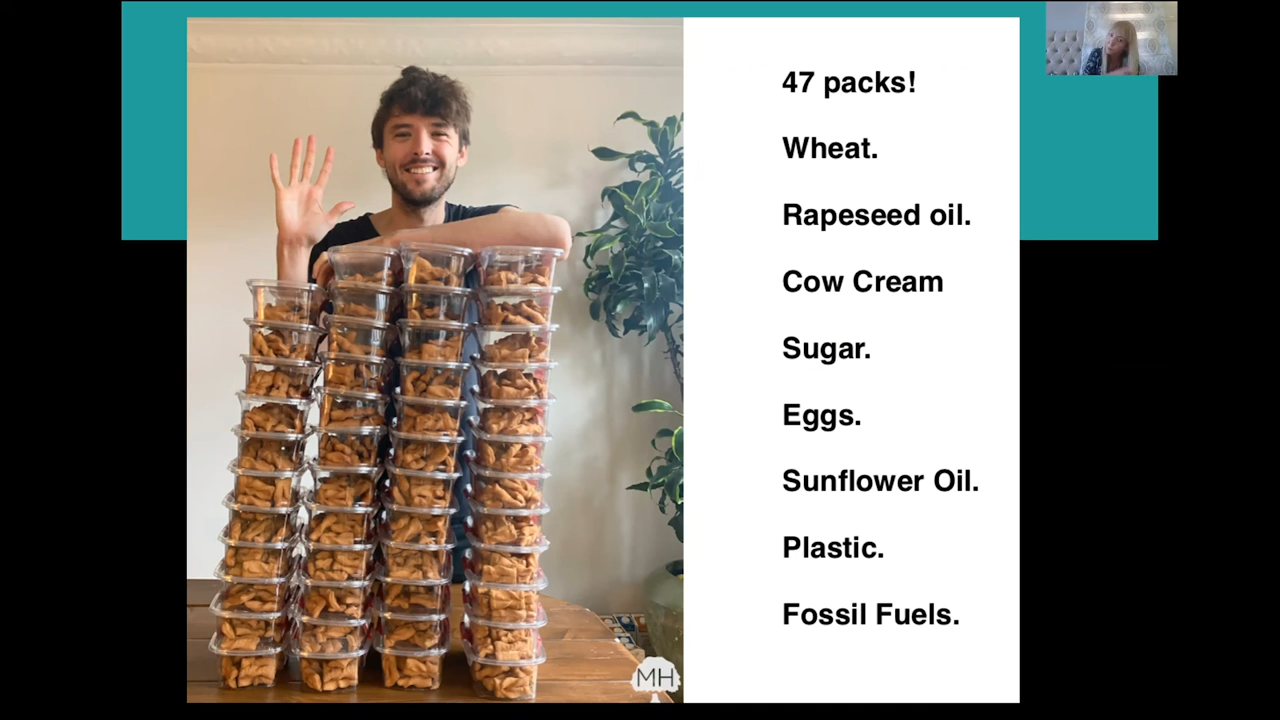 47 packs!
Wheat.
Rapeseed oil.
Cow Cream
Sugar.
Eggs.
Sunflower Oil.
Plastic.
Fossil Fuels.
MH